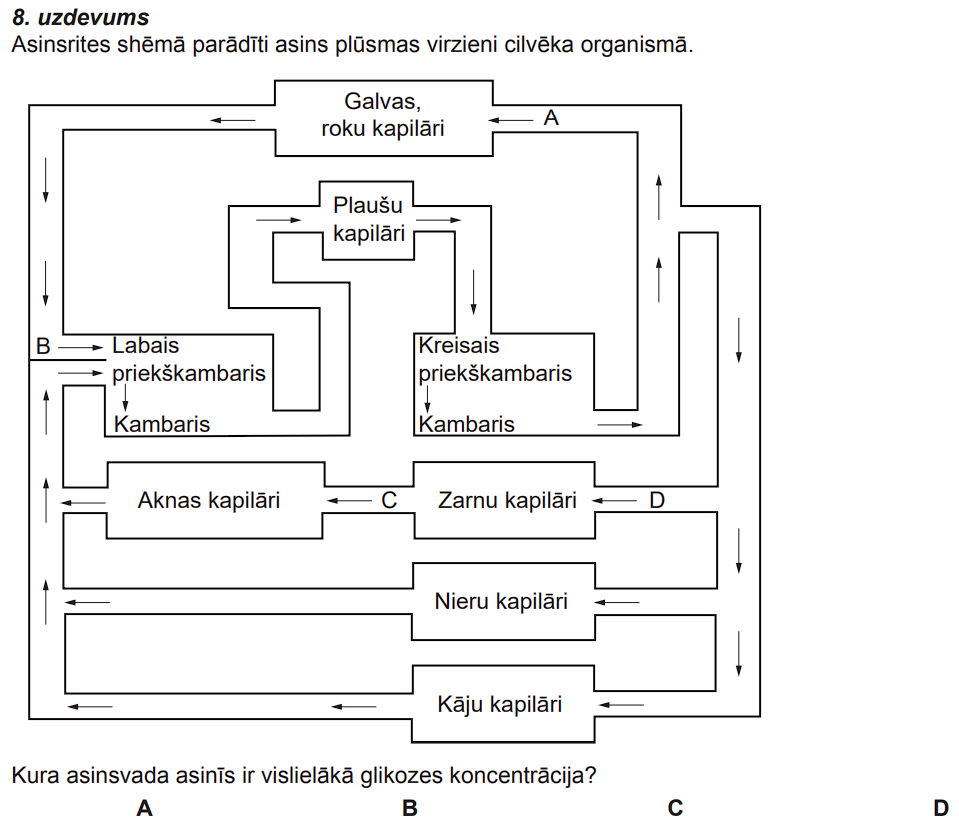 8. uzdevums
Asinsrites shēmā parādīti asins plūsmas virzieni cilvēka organismā.
Galvas,
roku kapilāri
A
Plaušu
kapilāri
B
Labais
priekškambaris
Kambaris
Kreisais
priekškambaris
Kambaris
Aknas kapilāri
C
Zarnu kapilāri
D
Nieru kapilāri
Kāju kapilāri
Kura asinsvada asinīs ir vislielākā glikozes koncentrācija?
A B C D